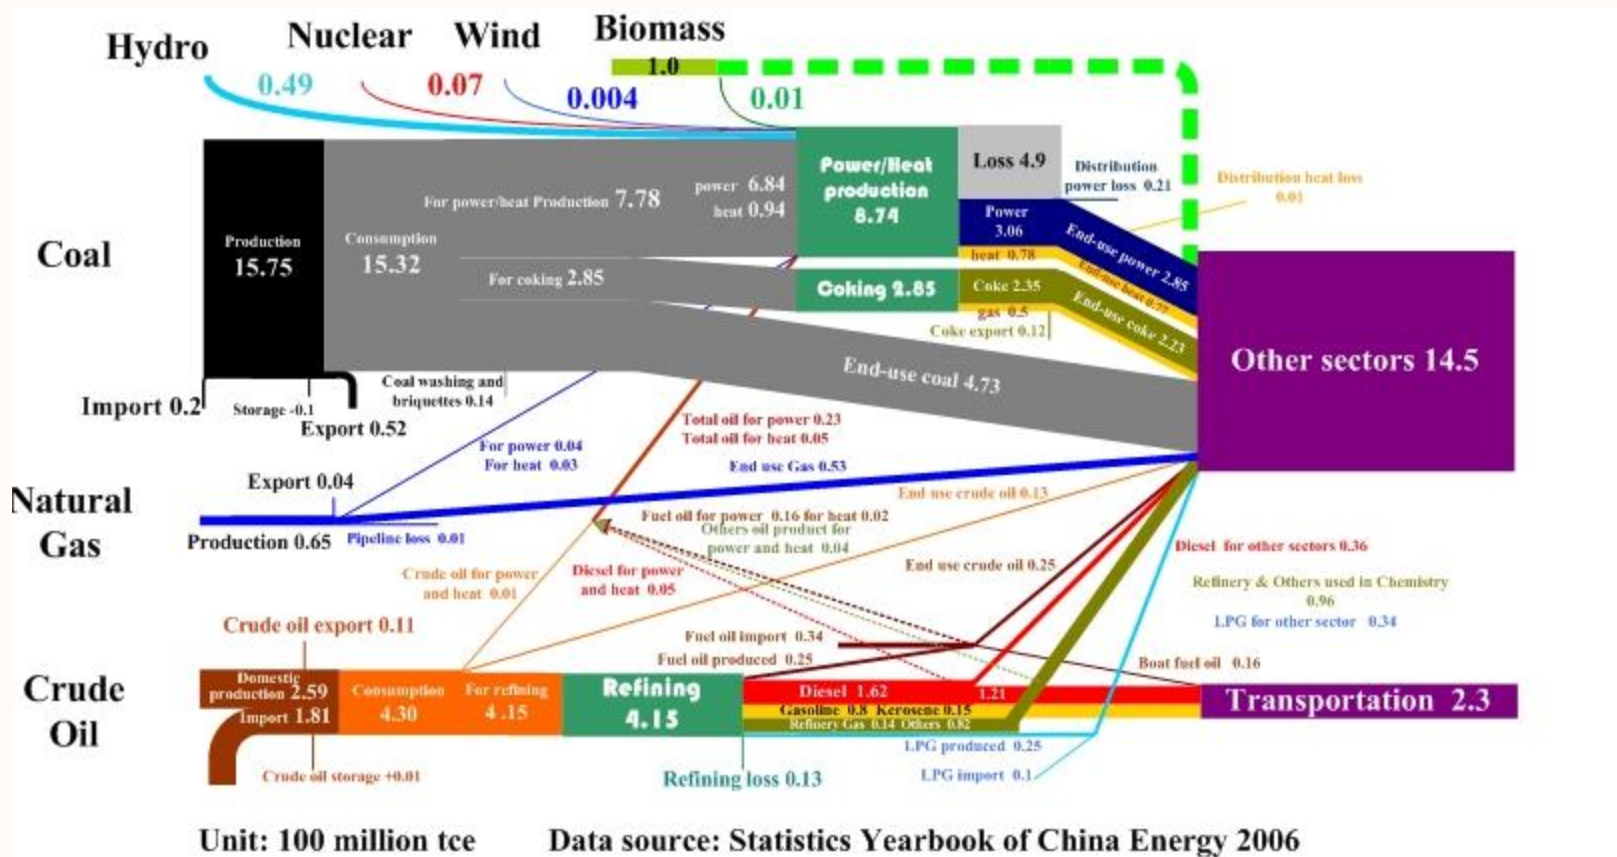 Hydro
Nuclear
Wind
Biomass
0.49
0.07
0.004
1.0
0.01
Coal
Production
15.75
Consumption
15.32
For power/heat Production 7.78
power 6.84
heat 0.94
For coking 2.85
Power/Heat
production
8.74
Coking 2.85
Loss 4.9
Distribution
power loss 0.21
Distribution heat loss
0.01
Power
3.06
heat 0.78
Coke 2.35
gas 0.5
Coke export 0.12
End-use power 2.85
End-use heat 0.77
End-use coke 2.23
End-use coal 4.73
Other sectors 14.5
Import 0.2
Storage -0.1
Export 0.52
Coal washing and
briquettes 0.14
Natural
Gas
Export 0.04
Production 0.65
Pipeline loss 0.01
For power 0.04
For heat 0.03
Total oil for power 0.23
Total oil for heat 0.05
End use Gas 0.53
End use crude oil 0.13
Fuel oil for power 0.16 for heat 0.02
Others oil product for
power and heat 0.04
End use crude oil 0.25
Crude oil for power
and heat 0.01
Diesel for power
and heat 0.05
Diesel for other sectors 0.36
Refinery & Others used in Chemistry
0.96
LPG for other sector 0.34
Crude
Oil
Crude oil export 0.11
Domestic
production 2.59
Import 1.81
Crude oil storage +0.01
Consumption
4.30
For refining
4.15
Refining
4.15
Refining loss 0.13
Fuel oil import 0.34
Fuel oil produced 0.25
Boat fuel oil 0.16
Diesel 1.62
1.21
Gasoline 0.8 Kerosene 0.15
Refinery Gas 0.14 Others 0.82
LPG produced 0.25
LPG import 0.1
Transportation 2.3
Unit: 100 million tce
Data source: Statistics Yearbook of China Energy 2006